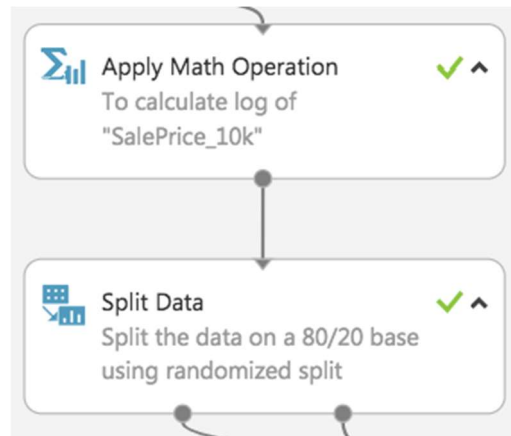 Apply Math Operation
To calculate log of
"SalePrice_10k"
Split Data
Split the data on a 80/20 base
using randomized split